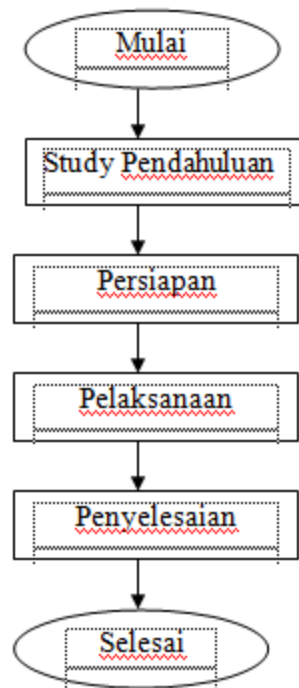 Mulai
Study Pendahuluan
Persiapan
Pelaksanaan
Penyelesaian
Selesai